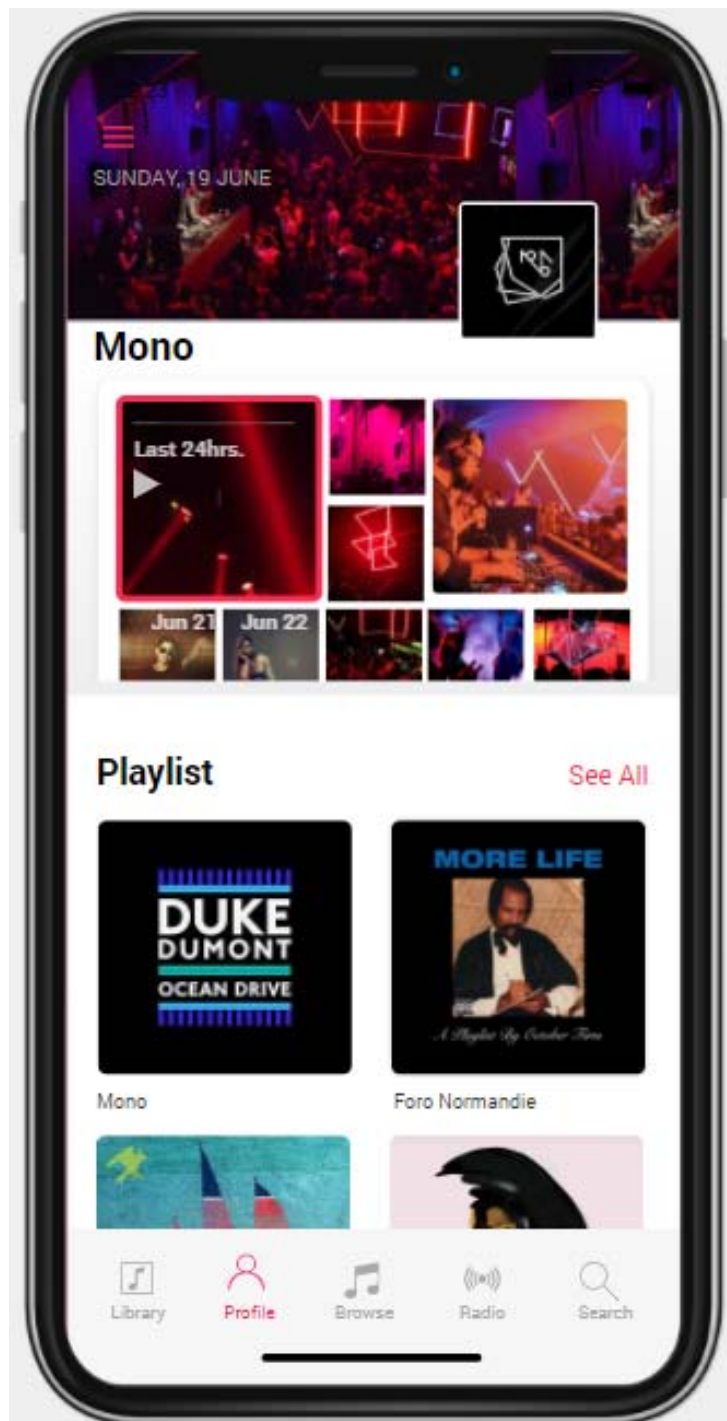 SUNDAY, 19 JUNE
Mono
Last 24hrs.
Jun 21
Jun 22
Playlist
See All
DUKE
DUMONT
OCEAN DRIVE
MORE LIFE
A Playlist By October Firm
Mono
Foro Normandie
Library
Profile
Browse
Radio
Search